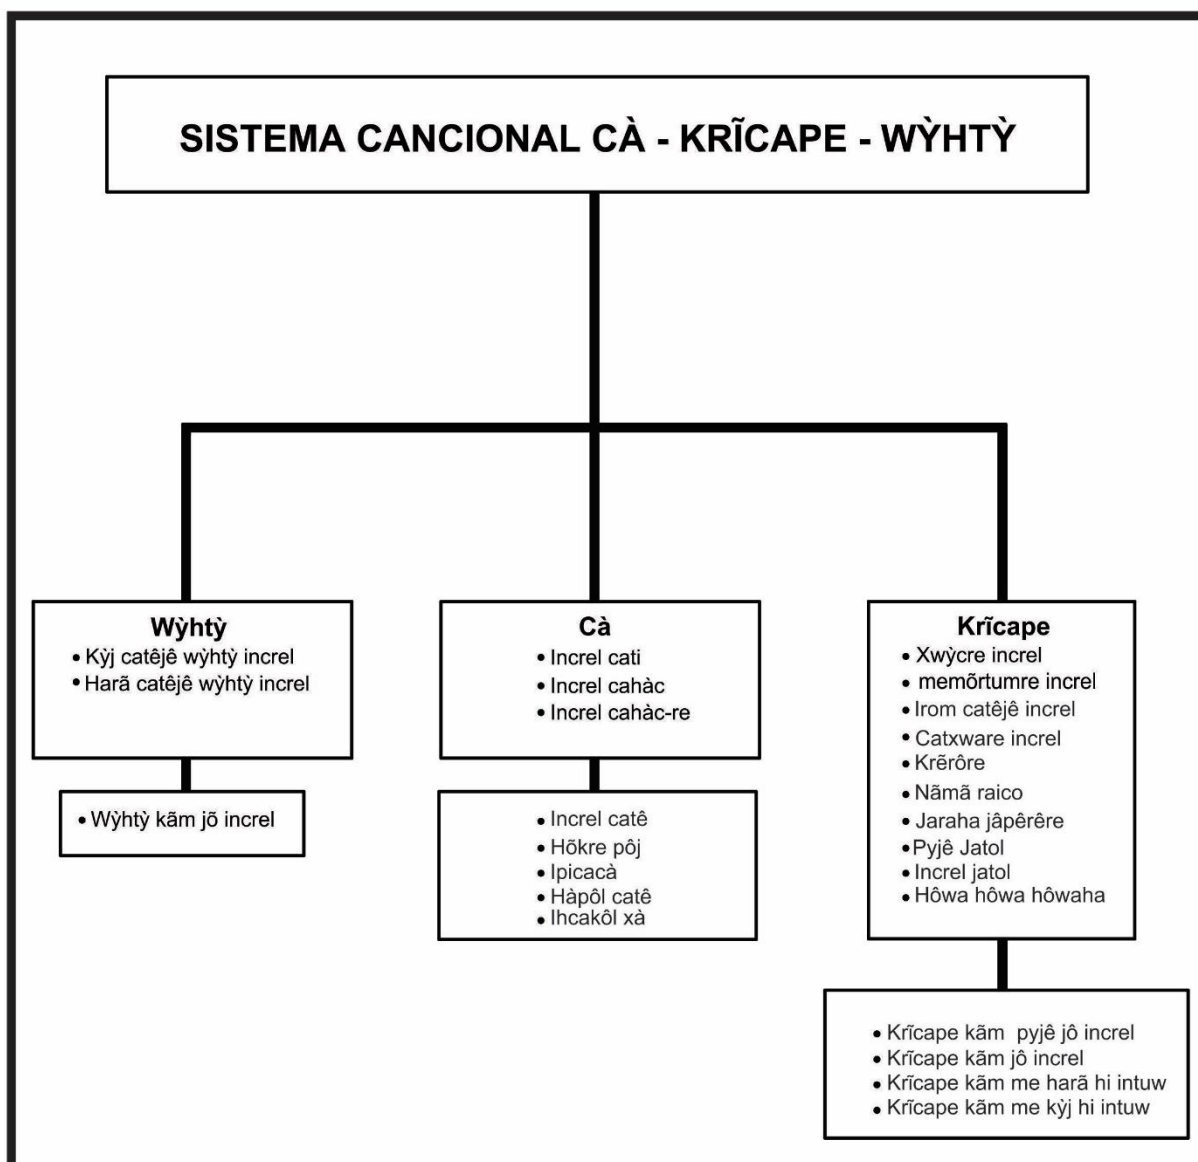 SISTEMA CANCIONAL CÀ - KRĨCAPE - WỲHTỲ
Wỳhtỳ
• Kỳj catêjê wỳhtỳ increl
• Harã catêjê wỳhtỳ increl
• Wỳhtỳ kãm jõ increl
Cà
• Increl cati
• Increl cahàc
• Increl cahàc-re
• Increl catê
• Hõkre pôj
• Ipicacà
• Hàpôl catê
• Ihcakôl xà
Krĩcape
• Xwỳcre increl
• memõrtumre increl
• Irom catêjê increl
• Catxware increl
• Krẽrôre
• Nãmã raico
• Jaraha jâpêrêre
• Pyjê Jatol
• Increl jatol
• Hôwa hôwa hôwaha
• Krĩcape kãm pyjê jô increl
• Krĩcape kãm jô increl
• Krĩcape kãm me harã hi intuw
• Krĩcape kãm me kỳj hi intuw